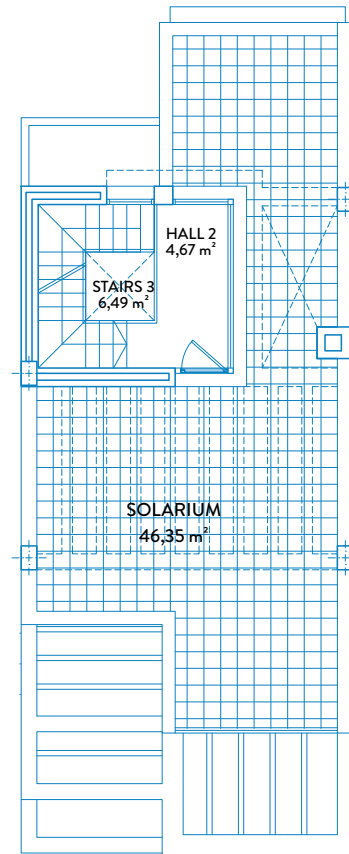 HALL 2
4,67 m²
STAIRS 3
6,49 m²
SOLARIUM
46,35 m²